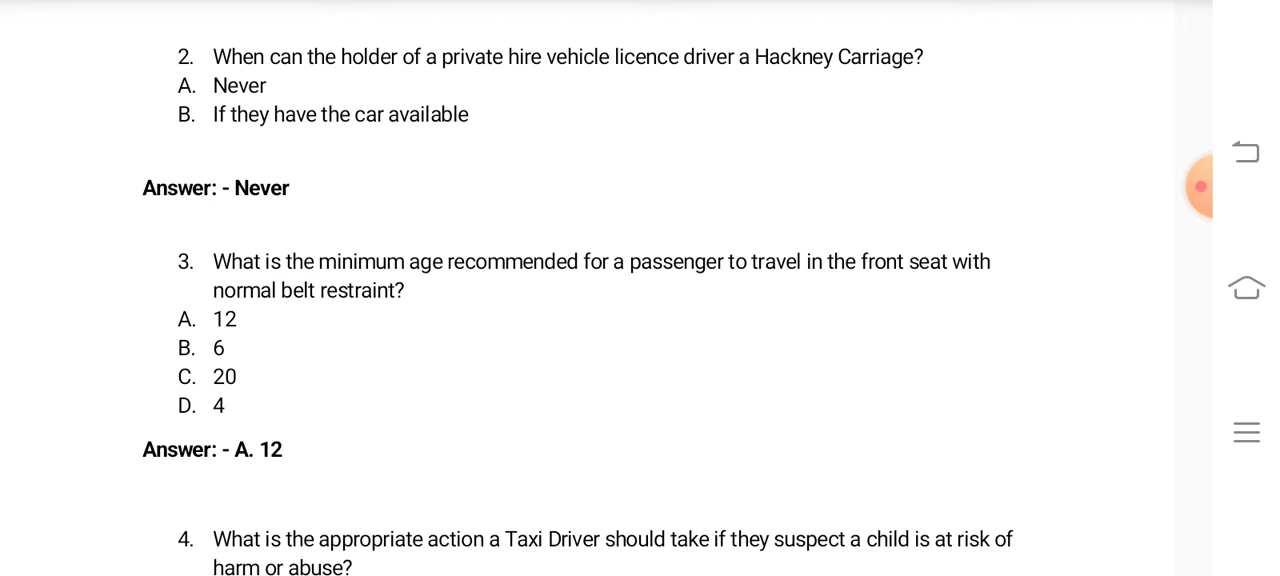 2. When can the holder of a private hire vehicle licence driver a Hackney Carriage?
A. Never
B. If they have the car available
Answer: - Never
3. What is the minimum age recommended for a passenger to travel in the front seat with
normal belt restraint?
A. 12
B. 6
C. 20
D. 4
Answer: - A. 12
4. What is the appropriate action a Taxi Driver should take if they suspect a child is at risk of
harm or abuse?